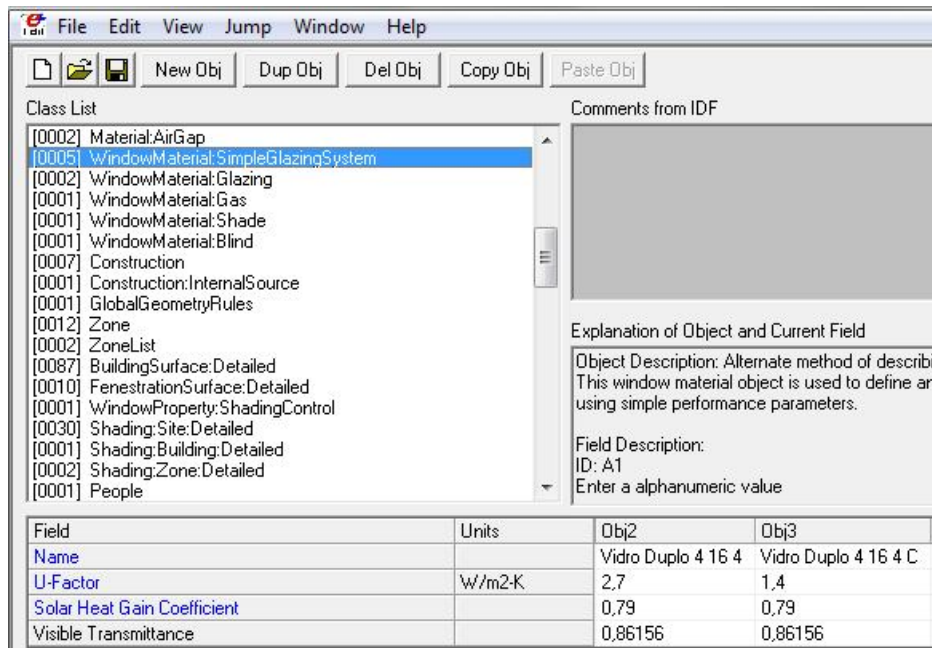 File Edit View Jump Window Help
New Obj Dup Obj Del Obj Copy Obj Paste Obj
Class List
[0002] Material:AirGap
[0005] WindowMaterial:SimpleGlazingSystem
[0002] WindowMaterial:Glazing
[0001] WindowMaterial:Gas
[0001] WindowMaterial:Shade
[0001] WindowMaterial:Blind
[0007] Construction
[0001] Construction:InternalSource
[0001] GlobalGeometryRules
[0012] Zone
[0002] ZoneList
[0087] BuildingSurface:Detailed
[0010] FenestrationSurface:Detailed
[0001] WindowProperty:ShadingControl
[0030] Shading:Site:Detailed
[0001] Shading:Building:Detailed
[0002] Shading:Zone:Detailed
[0001] People
Comments from IDF
Explanation of Object and Current Field
Object Description: Alternate method of describi
This window material object is used to define an
using simple performance parameters.
Field Description:
ID: A1
Enter a alphanumeric value
Field Units Obj2 Obj3
Name Vidro Duplo 4 16 4 Vidro Duplo 4 16 4 C
U-Factor W/m2-K 2,7 1,4
Solar Heat Gain Coefficient 0,79 0,79
Visible Transmittance 0,86156 0,86156